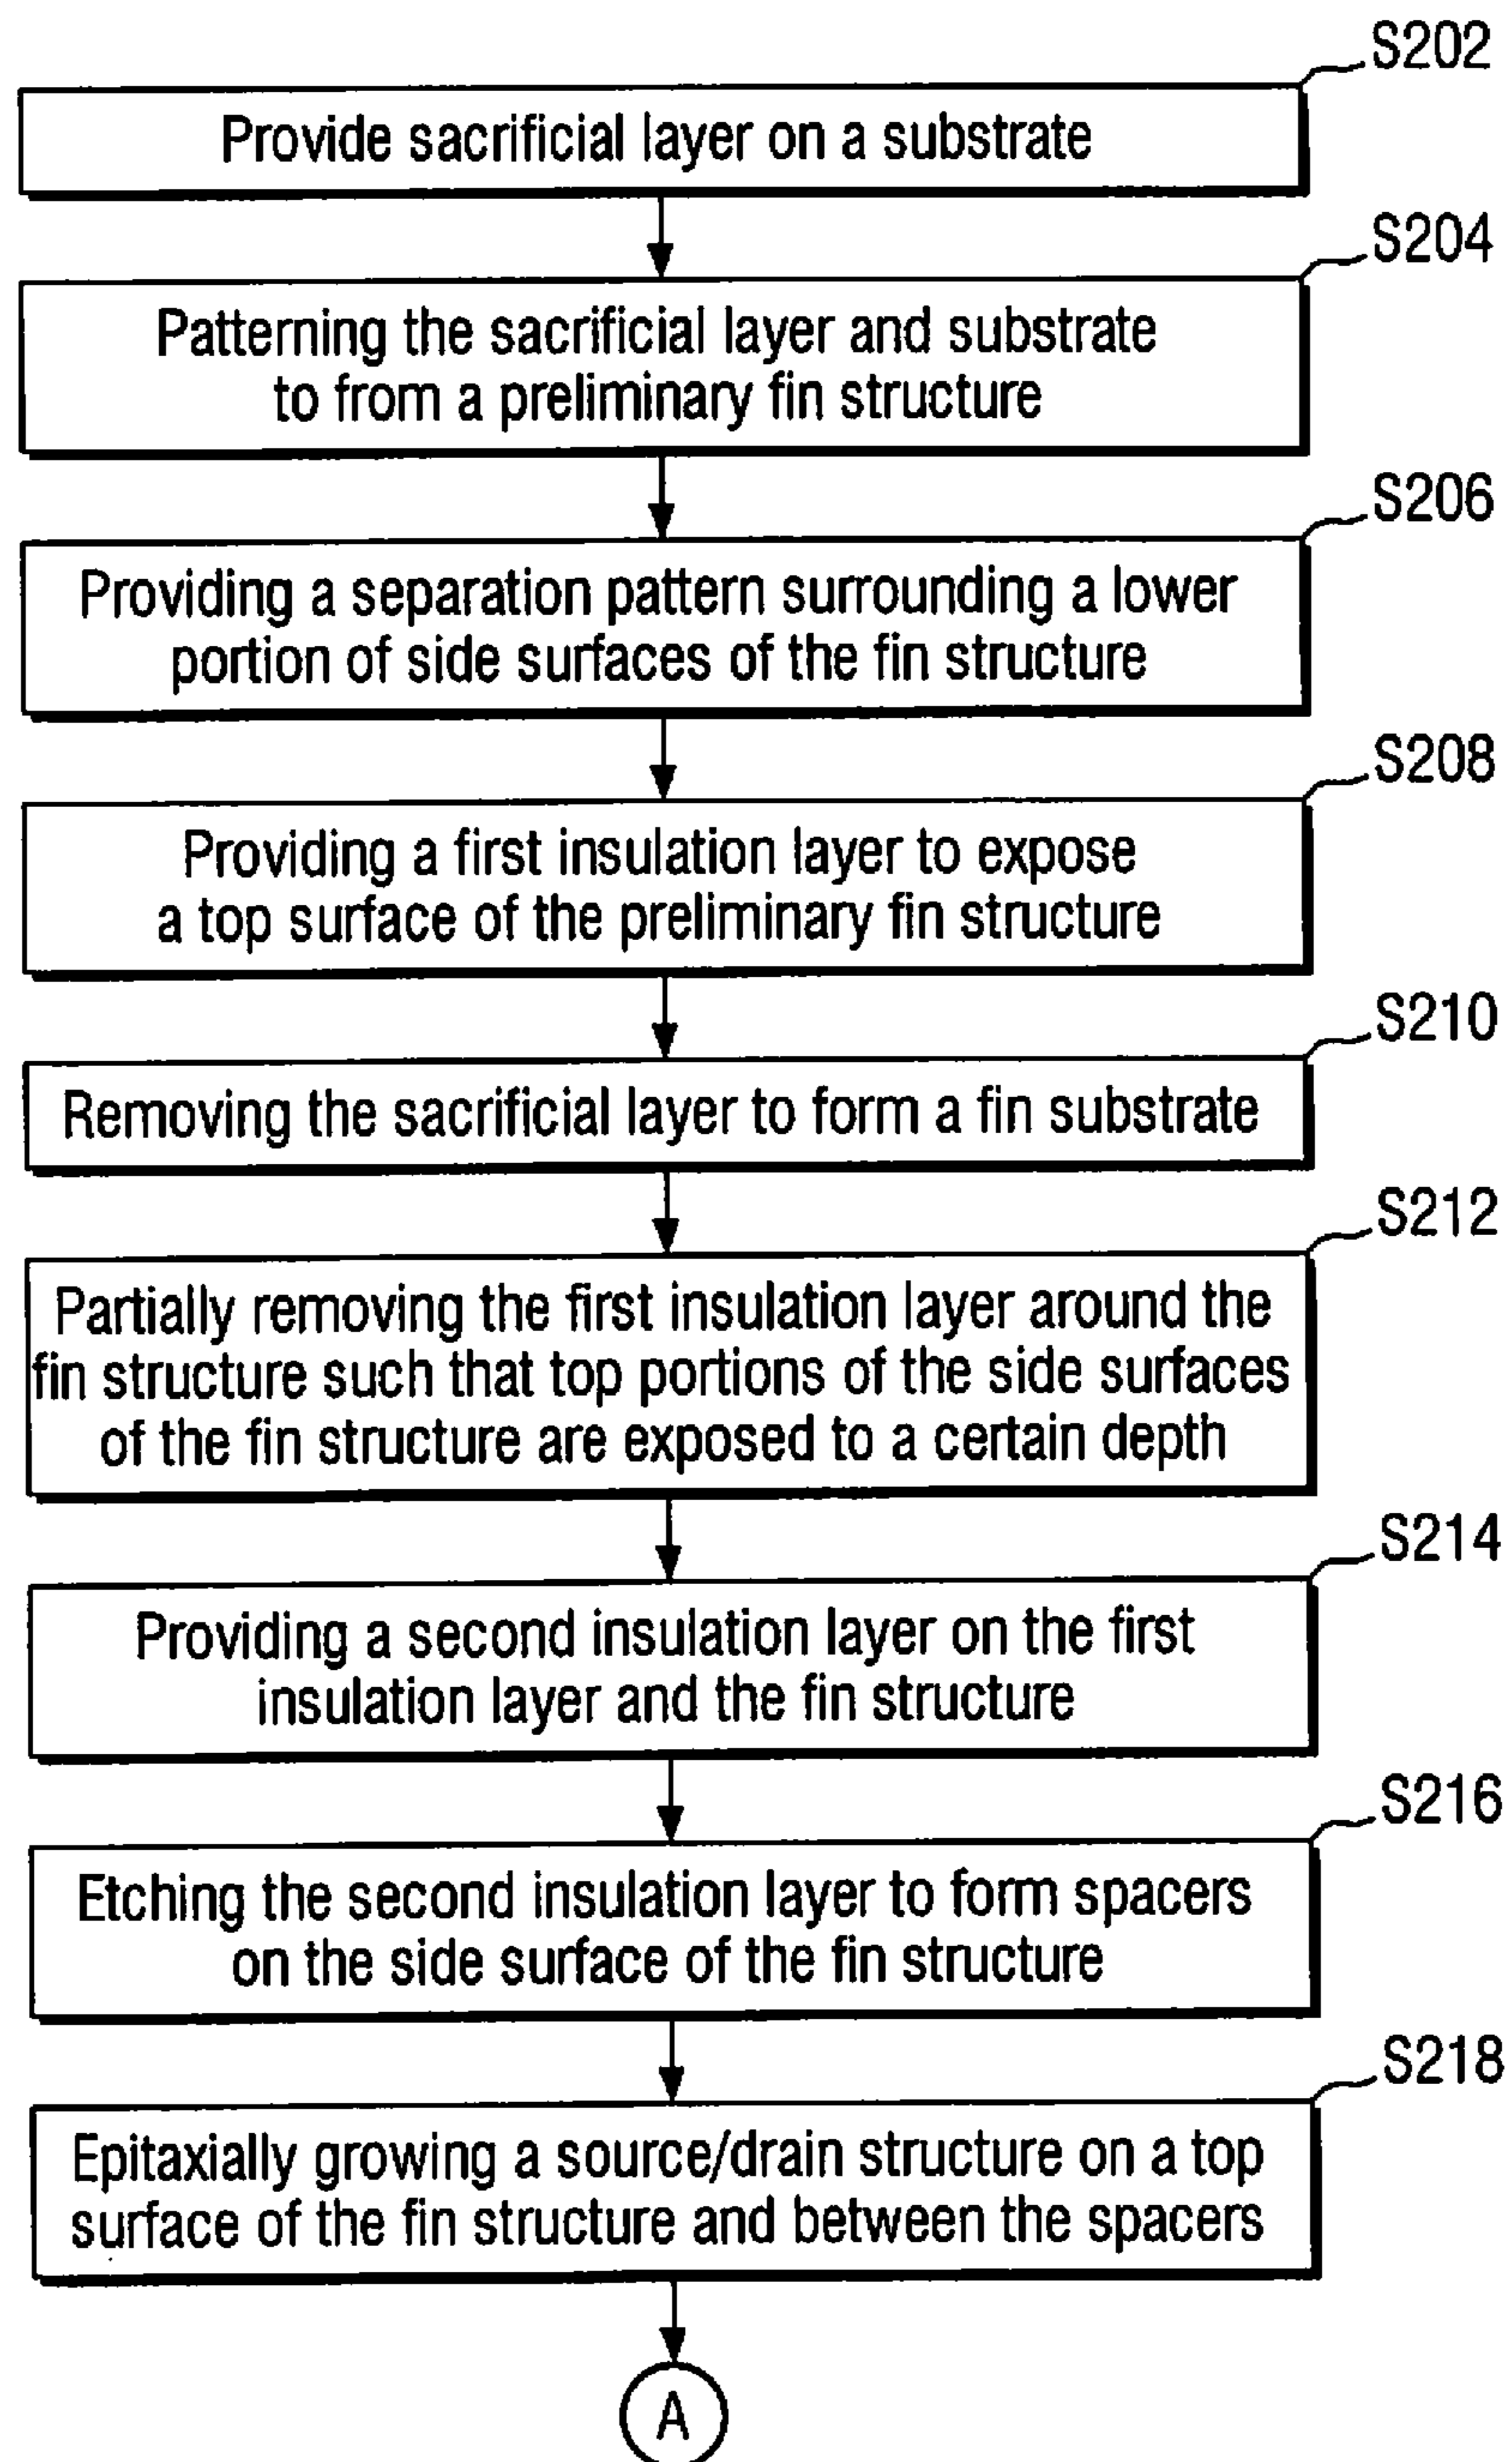 S202
Provide sacrificial layer on a substrate
S204
Patterning the sacrificial layer and substrate
to from a preliminary fin structure
S206
Providing a separation pattern surrounding a lower
portion of side surfaces of the fin structure
S208
Providing a first insulation layer to expose
a top surface of the preliminary fin structure
S210
Removing the sacrificial layer to form a fin substrate
S212
Partially removing the first insulation layer around the
fin structure such that top portions of the side surfaces
of the fin structure are exposed to a certain depth
S214
Providing a second insulation layer on the first
insulation layer and the fin structure
S216
Etching the second insulation layer to form spacers
on the side surface of the fin structure
S218
Epitaxially growing a source/drain structure on a top
surface of the fin structure and between the spacers
A